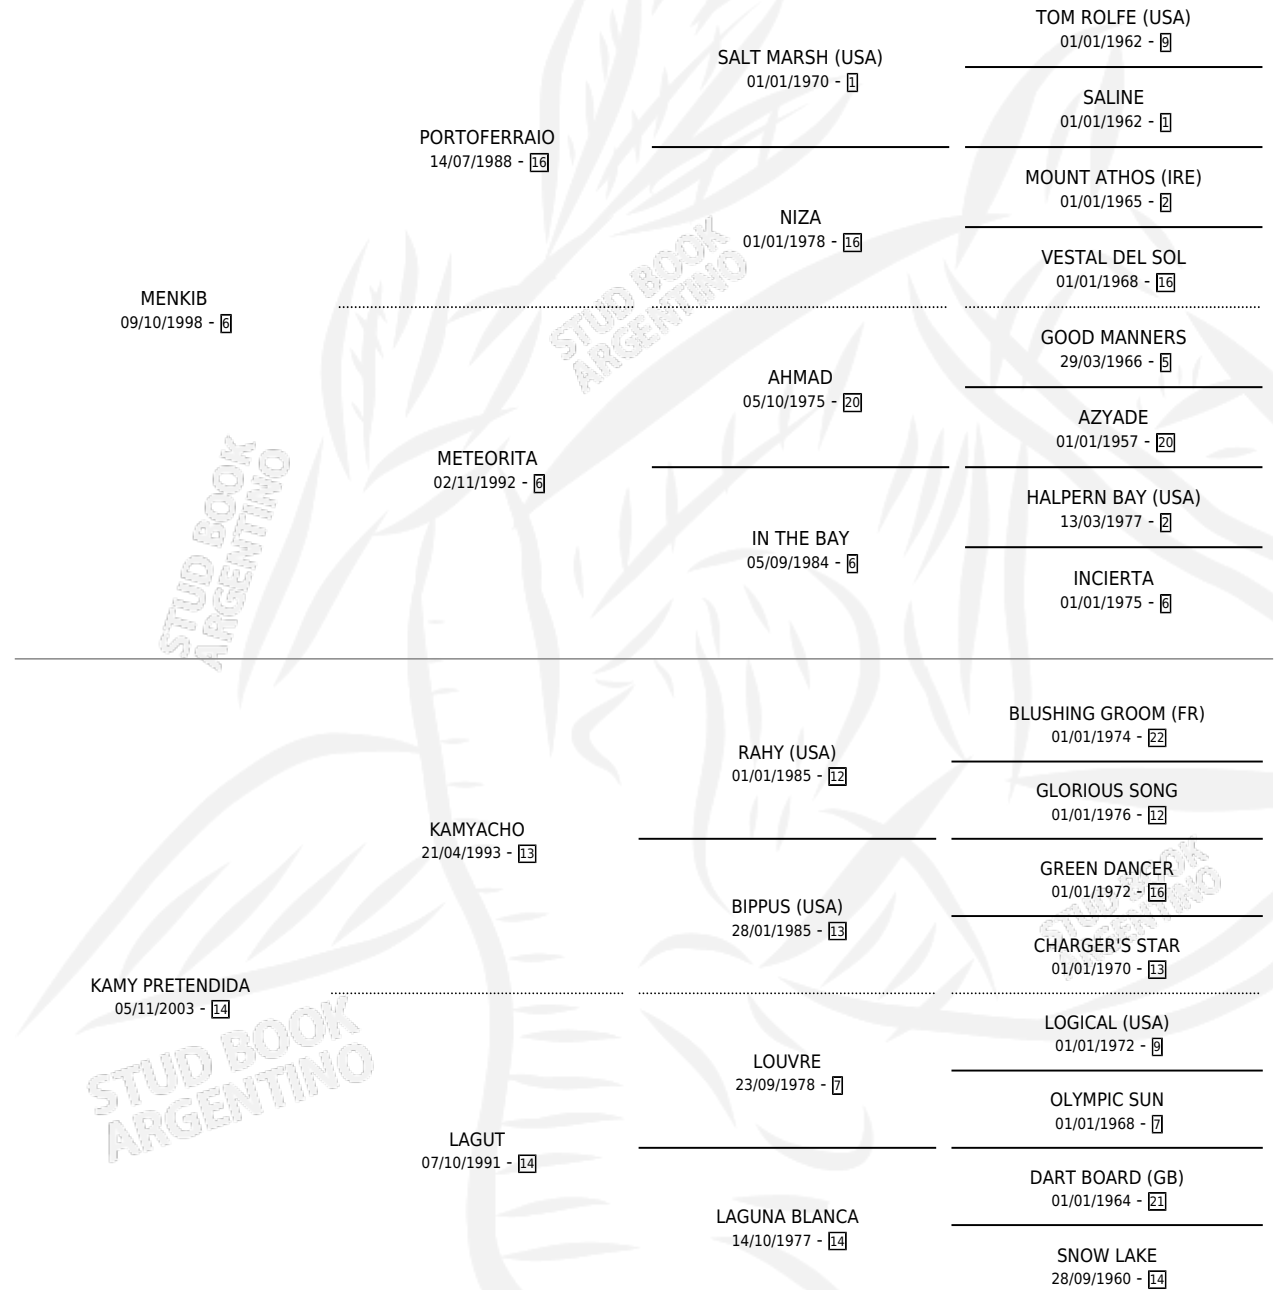 TOM ROLFE (USA)
01/01/1962 - 9
SALT MARSH (USA)
01/01/1970 - 1
SALINE
01/01/1962 - 1
PORTOFERRAIO
14/07/1988 - 16
MOUNT ATHOS (IRE)
01/01/1965 - 2
NIZA
01/01/1978 - 16
VESTAL DEL SOL
01/01/1968 - 16
MENKIB
09/10/1998 - 6
GOOD MANNERS
29/03/1966 - 5
AHMAD
05/10/1975 - 20
AZYADE
01/01/1957 - 20
METEORITA
02/11/1992 - 6
HALPERN BAY (USA)
13/03/1977 - 2
IN THE BAY
05/09/1984 - 6
INCIERTA
01/01/1975 - 6
BLUSHING GROOM (FR)
01/01/1974 - 22
RAHY (USA)
01/01/1985 - 12
GLORIOUS SONG
01/01/1976 - 12
KAMYACHO
21/04/1993 - 13
GREEN DANCER
01/01/1972 - 16
BIPPUS (USA)
28/01/1985 - 13
CHARGER'S STAR
01/01/1970 - 13
KAMY PRETENDIDA
05/11/2003 - 14
LOGICAL (USA)
01/01/1972 - 9
LOUVRE
23/09/1978 - 7
OLYMPIC SUN
01/01/1968 - 7
LAGUT
07/10/1991 - 14
DART BOARD (GB)
01/01/1964 - 21
LAGUNA BLANCA
14/10/1977 - 14
SNOW LAKE
28/09/1960 - 14
STUD BOOK
ARGENTINO
STUD BOOK
ARGENTINO
STUD BOOK
ARGENTINO
STUD BOOK
ARGENTINO